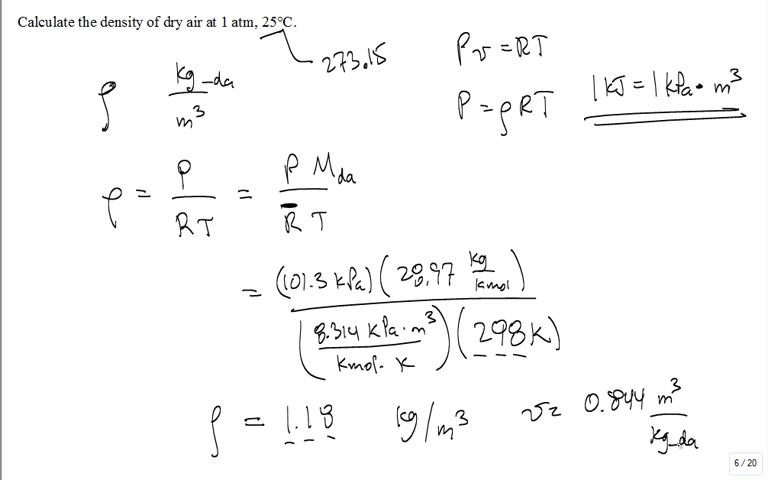 Calculate the density of dry air at 1 atm, 25°C.
273.15
Pv = RT
ρ kg-da / m³
P = ρRT
1 kJ = 1 kPa • m³
ρ = P / RT = P Mda / R̄ T
= (101.3 kPa) (28.97 kg / kmol) / (8.314 kPa·m³ / kmol·K) (298 K)
ρ = 1.18 kg/m³ v = 0.844 m³ / kg-da
6 / 20